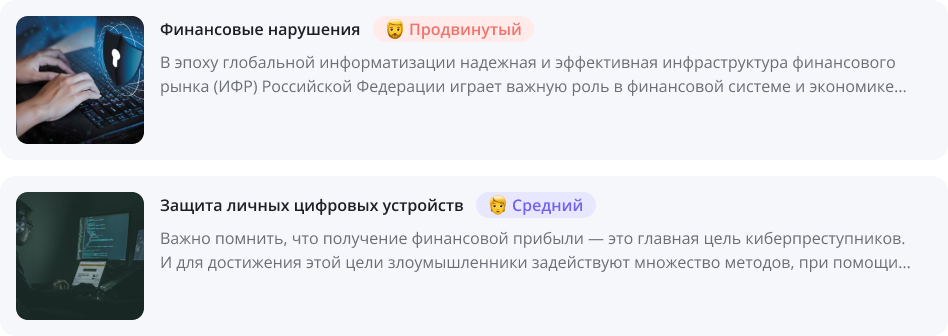 Финансовые нарушения Продвинутый
В эпоху глобальной информатизации надежная и эффективная инфраструктура финансового
рынка (ИФР) Российской Федерации играет важную роль в финансовой системе и экономике...
Защита личных цифровых устройств Средний
Важно помнить, что получение финансовой прибыли — это главная цель киберпреступников.
И для достижения этой цели злоумышленники задействуют множество методов, при помощи...